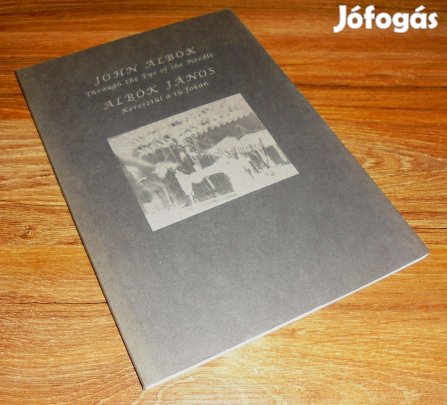 Jófogás
JOHN ALBOK
Through the Eye of the Needle
ALBÓK JÁNOS
Keresztül a tű fokán